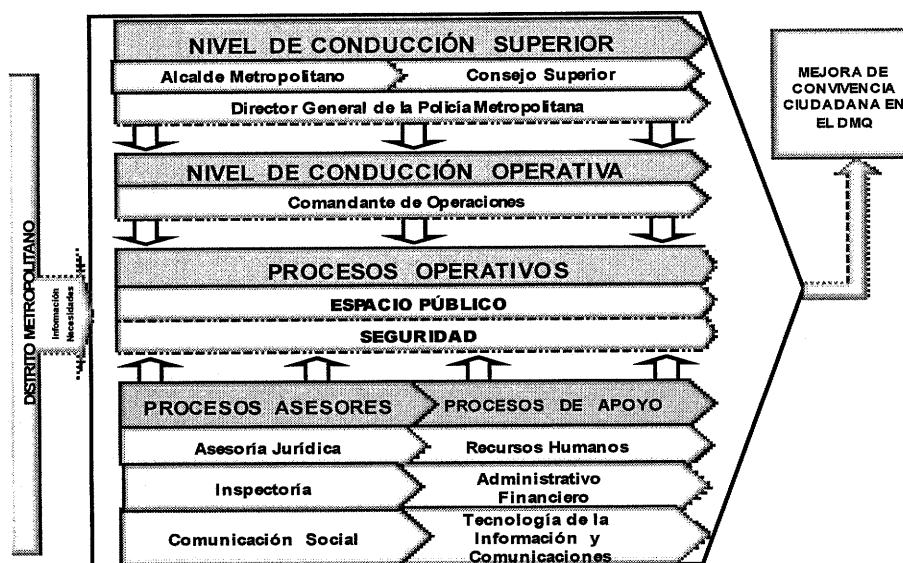 DISTRITO METROPOLITANO
Información
Necesidades
NIVEL DE CONDUCCIÓN SUPERIOR
Alcalde Metropolitano
Consejo Superior
Director General de la Policía Metropolitana
NIVEL DE CONDUCCIÓN OPERATIVA
Comandante de Operaciones
PROCESOS OPERATIVOS
ESPACIO PÚBLICO
SEGURIDAD
PROCESOS ASESORES
PROCESOS DE APOYO
Asesoría Jurídica
Recursos Humanos
Inspectoría
Administrativo
Financiero
Comunicación Social
Tecnología de la
Información y
Comunicaciones
MEJORA DE
CONVIVENCIA
CIUDADANA EN
EL DMQ